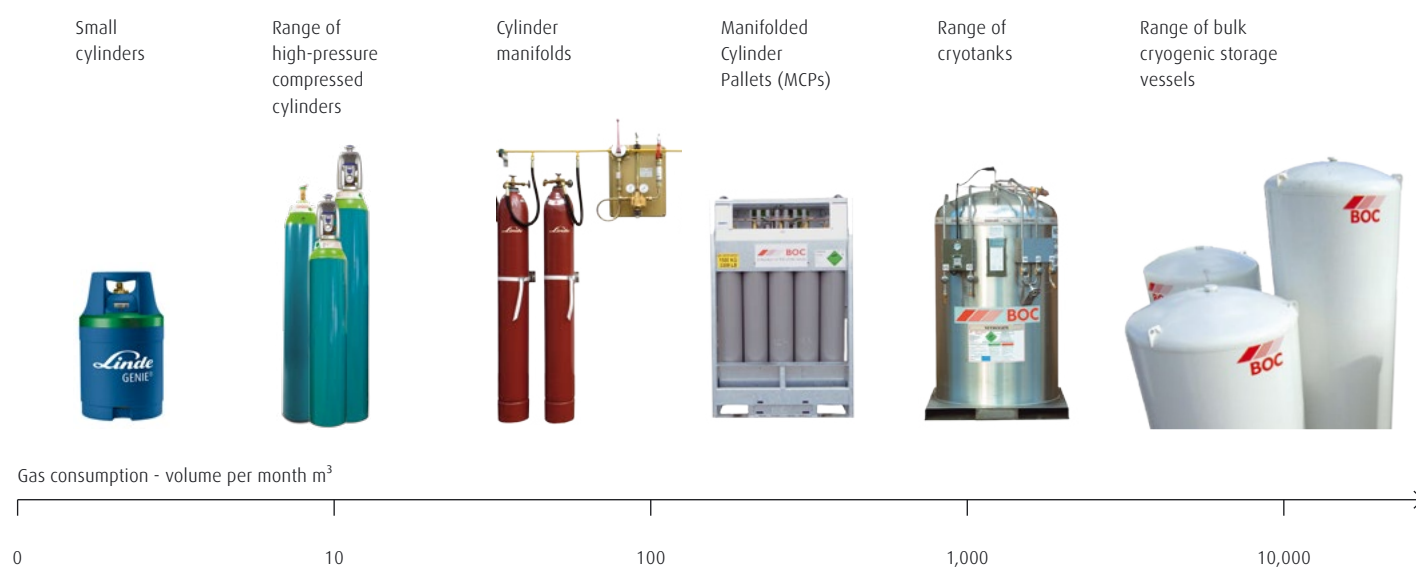 Small
cylinders
Range of
high-pressure
compressed
cylinders
Cylinder
manifolds
Manifolded
Cylinder
Pallets (MCPs)
Range of
cryotanks
Range of bulk
cryogenic storage
vessels
Linde
GENIE®
Linde
Linde
BOC
BOC
BOC
BOC
Gas consumption - volume per month m³
0
10
100
1,000
10,000